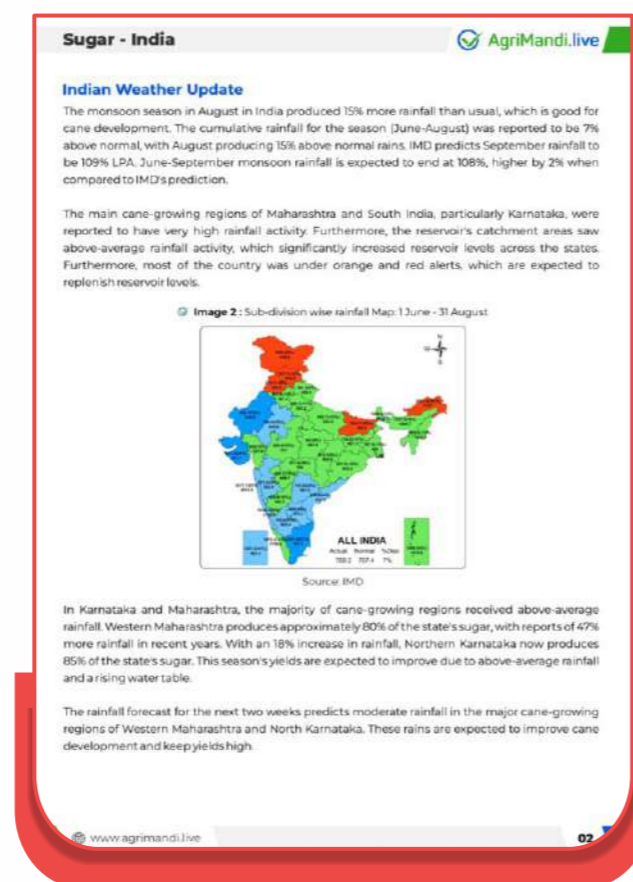 Sugar - India
AgriMandi.live
Indian Weather Update
The monsoon season in August in India produced 15% more rainfall than usual, which is good for
cane development. The cumulative rainfall for the season (June-August) was reported to be 7%
above normal, with August producing 15% above normal rains. IMD predicts September rainfall to
be 109% LPA. June-September monsoon rainfall is expected to end at 108%, higher by 2% when
compared to IMD's prediction.
The main cane-growing regions of Maharashtra and South India, particularly Karnataka, were
reported to have very high rainfall activity. Furthermore, the reservoir's catchment areas saw
above-average rainfall activity, which significantly increased reservoir levels across the states.
Furthermore, most of the country was under orange and red alerts, which are expected to
replenish reservoir levels.
Image 2 : Sub-division wise rainfall Map: 1 June - 31 August
N
ALL INDIA
Actual Normal %Dep
7%
Source: IMD
In Karnataka and Maharashtra, the majority of cane-growing regions received above-average
rainfall. Western Maharashtra produces approximately 80% of the state's sugar, with reports of 47%
more rainfall in recent years. With an 18% increase in rainfall, Northern Karnataka now produces
85% of the state's sugar. This season's yields are expected to improve due to above-average rainfall
and a rising water table.
The rainfall forecast for the next two weeks predicts moderate rainfall in the major cane-growing
regions of Western Maharashtra and North Karnataka. These rains are expected to improve cane
development and keep yields high.
www.agrimandi.live
02